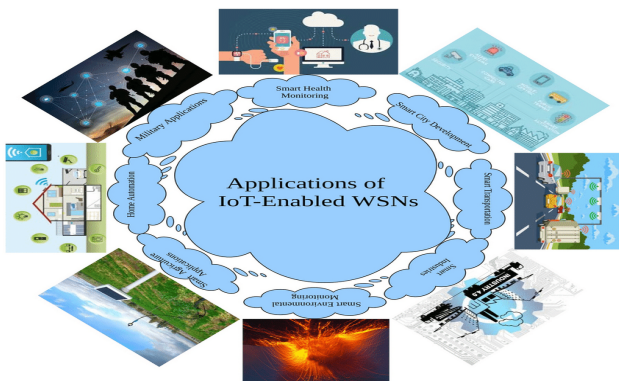 Smart Health
Monitoring
Smart City Development
Smart Transpotation
Smart
Industries
Smart Environmental
Monitoring
Smart Agriculture
Applications
Home Automation
Military Applications
Applications of
IoT-Enabled WSNs
INDUSTRY 4.0